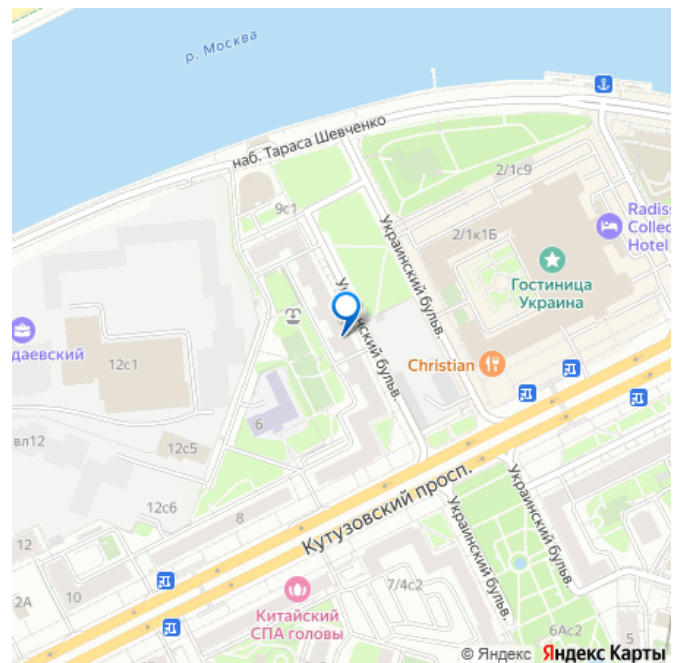 р. Москва
наб. Тараса Шевченко
2/1с9
9с1
Украинский бульв.
2/1к1Б
Radiss
Collec
Hotel
Гостиница
Украина
Украинский бульв.
Christian
даевский
12с1
6
вл12
12с5
12с6
8
Кутузовский просп.
12
10
2А
Украинский бульв.
Украинский бульв.
7/4с2
Китайский
СПА головы
6Ас2
5
© Яндекс Яндекс Карты